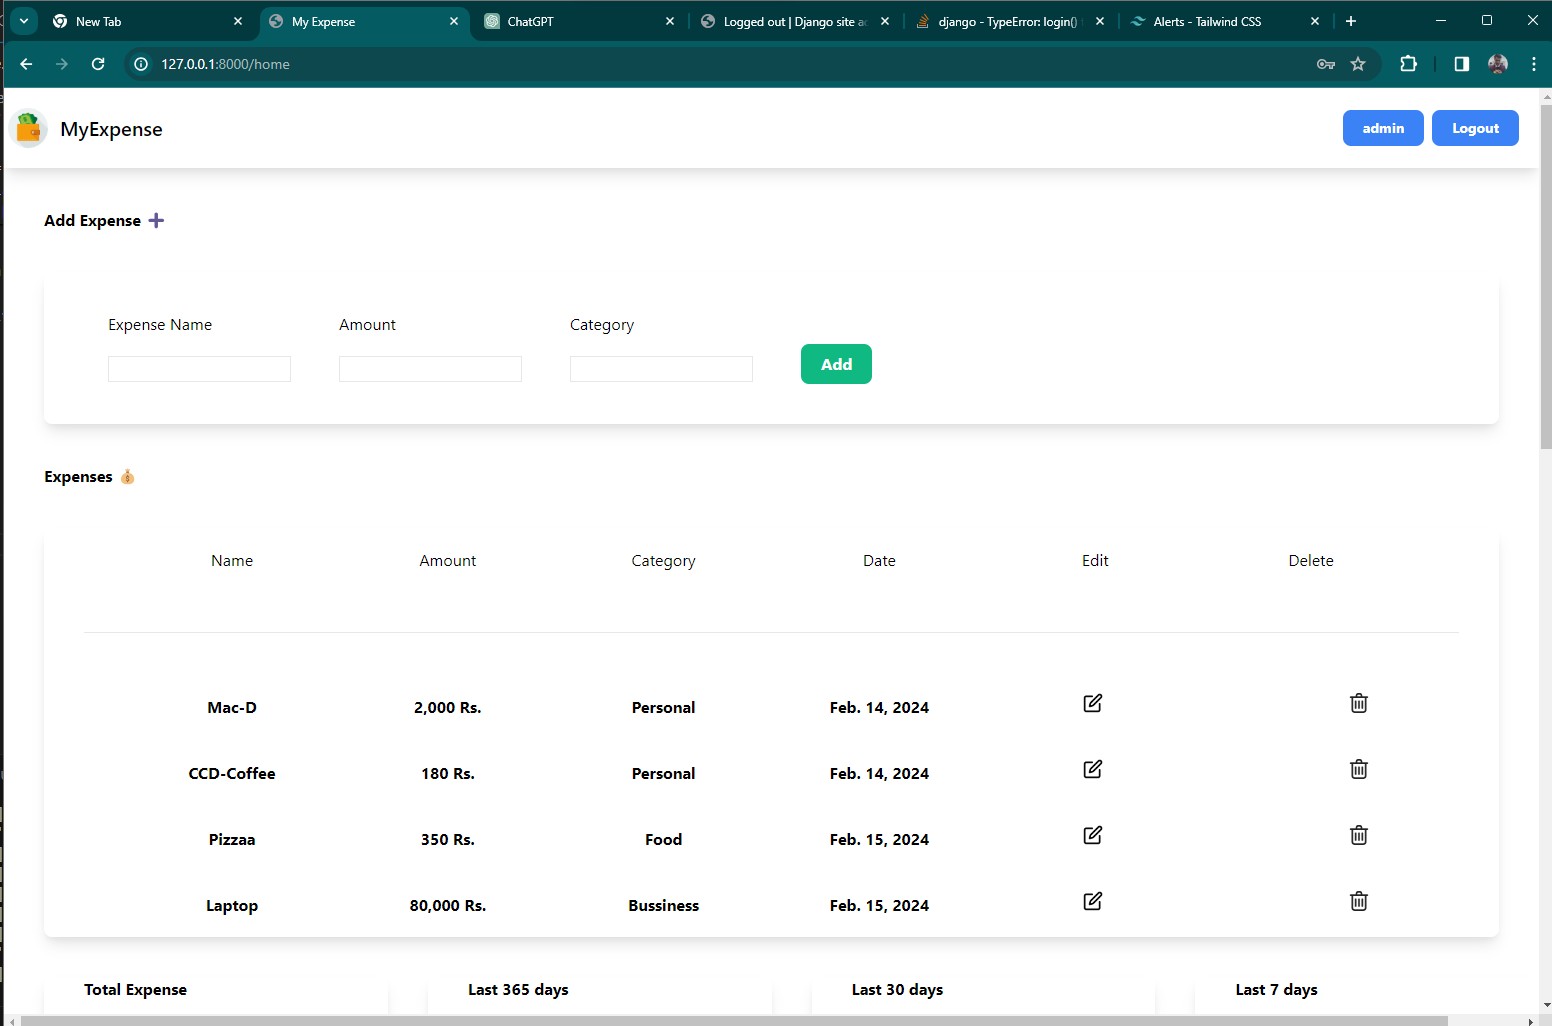 New Tab
My Expense
ChatGPT
Logged out | Django site a
django - TypeError: login()
Alerts - Tailwind CSS
127.0.0.1:8000/home
MyExpense
admin
Logout
Add Expense
Expense Name Amount Category
Add
Expenses
Name Amount Category Date Edit Delete
Mac-D 2,000 Rs. Personal Feb. 14, 2024
CCD-Coffee 180 Rs. Personal Feb. 14, 2024
Pizzaa 350 Rs. Food Feb. 15, 2024
Laptop 80,000 Rs. Bussiness Feb. 15, 2024
Total Expense Last 365 days Last 30 days Last 7 days